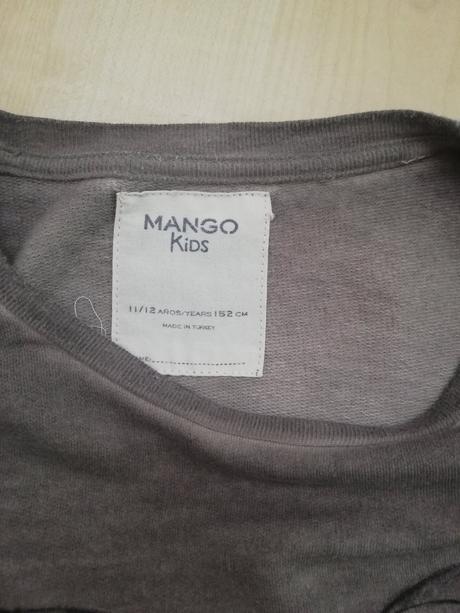 MANGO
KiDS
11/12 AÑOS/YEARS 152 CM
MADE IN TURKEY